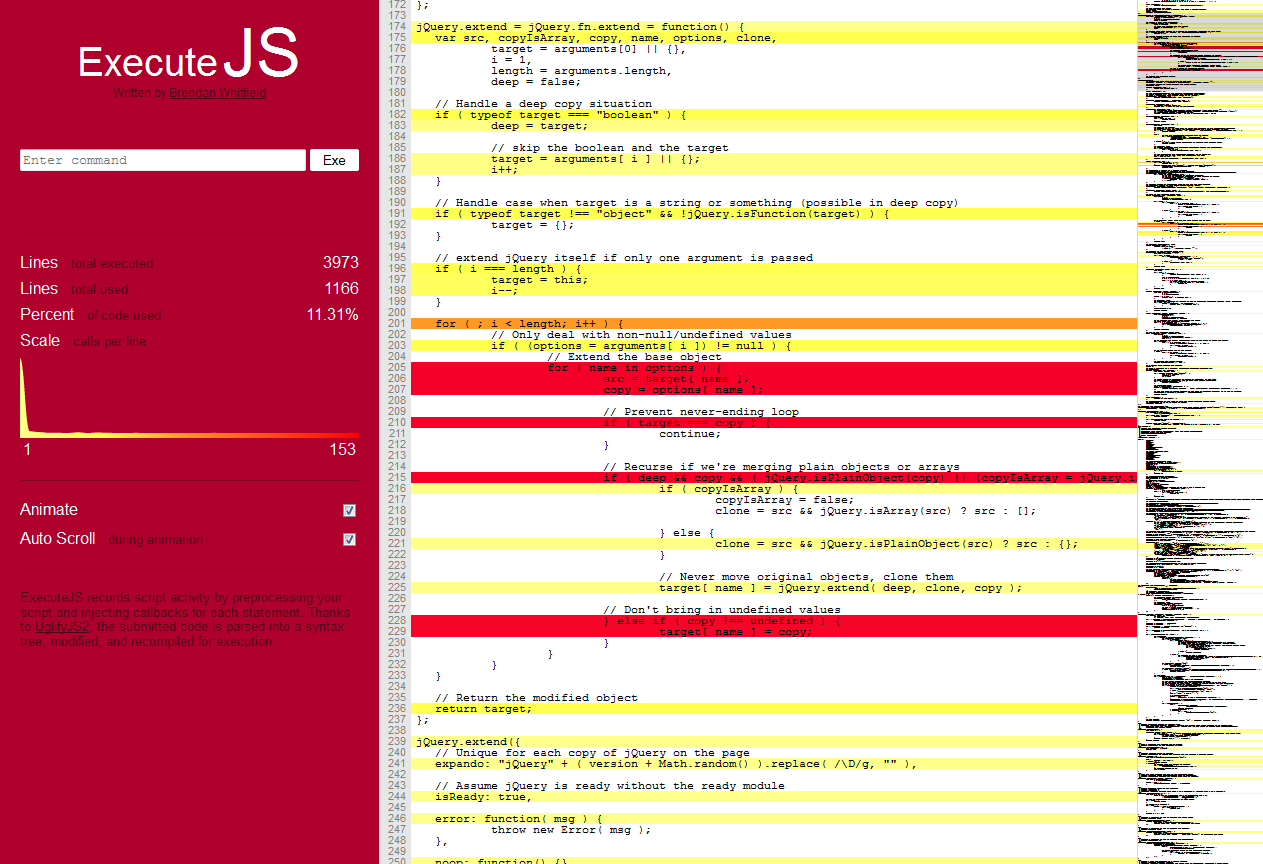 ExecuteJS
Written by Brendan Whitfield
Enter command
Exe
Lines total executed 3973
Lines total used 1166
Percent of code used 11.31%
Scale calls per line
1 153
Animate
Auto Scroll during animation
ExecuteJS records script activity by preprocessing your
script and injecting callbacks for each statement. Thanks
to UglifyJS2, the submitted code is parsed into a syntax
tree, modified, and recompiled for execution.
172 };
173
174 jQuery.extend = jQuery.fn.extend = function() {
175 var src, copyIsArray, copy, name, options, clone,
176 target = arguments[0] || {},
177 i = 1,
178 length = arguments.length,
179 deep = false;
180
181 // Handle a deep copy situation
182 if ( typeof target === "boolean" ) {
183 deep = target;
184
185 // skip the boolean and the target
186 target = arguments[ i ] || {};
187 i++;
188 }
189
190 // Handle case when target is a string or something (possible in deep copy)
191 if ( typeof target !== "object" && !jQuery.isFunction(target) ) {
192 target = {};
193 }
194
195 // extend jQuery itself if only one argument is passed
196 if ( i === length ) {
197 target = this;
198 i--;
199 }
200
201 for ( ; i < length; i++ ) {
202 // Only deal with non-null/undefined values
203 if ( (options = arguments[ i ]) != null ) {
204 // Extend the base object
205 for ( name in options ) {
206 src = target[ name ];
207 copy = options[ name ];
208
209 // Prevent never-ending loop
210 if ( target === copy ) {
211 continue;
212 }
213
214 // Recurse if we're merging plain objects or arrays
215 if ( deep && copy && ( jQuery.isPlainObject(copy) || (copyIsArray = jQuery.i
216 if ( copyIsArray ) {
217 copyIsArray = false;
218 clone = src && jQuery.isArray(src) ? src : [];
219
220 } else {
221 clone = src && jQuery.isPlainObject(src) ? src : {};
222 }
223
224 // Never move original objects, clone them
225 target[ name ] = jQuery.extend( deep, clone, copy );
226
227 // Don't bring in undefined values
228 } else if ( copy !== undefined ) {
229 target[ name ] = copy;
230 }
231 }
232 }
233 }
234
235 // Return the modified object
236 return target;
237 };
238
239 jQuery.extend({
240 // Unique for each copy of jQuery on the page
241 expando: "jQuery" + ( version + Math.random() ).replace( /\D/g, "" ),
242
243 // Assume jQuery is ready without the ready module
244 isReady: true,
245
246 error: function( msg ) {
247 throw new Error( msg );
248 },
249
250 noop: function() {}